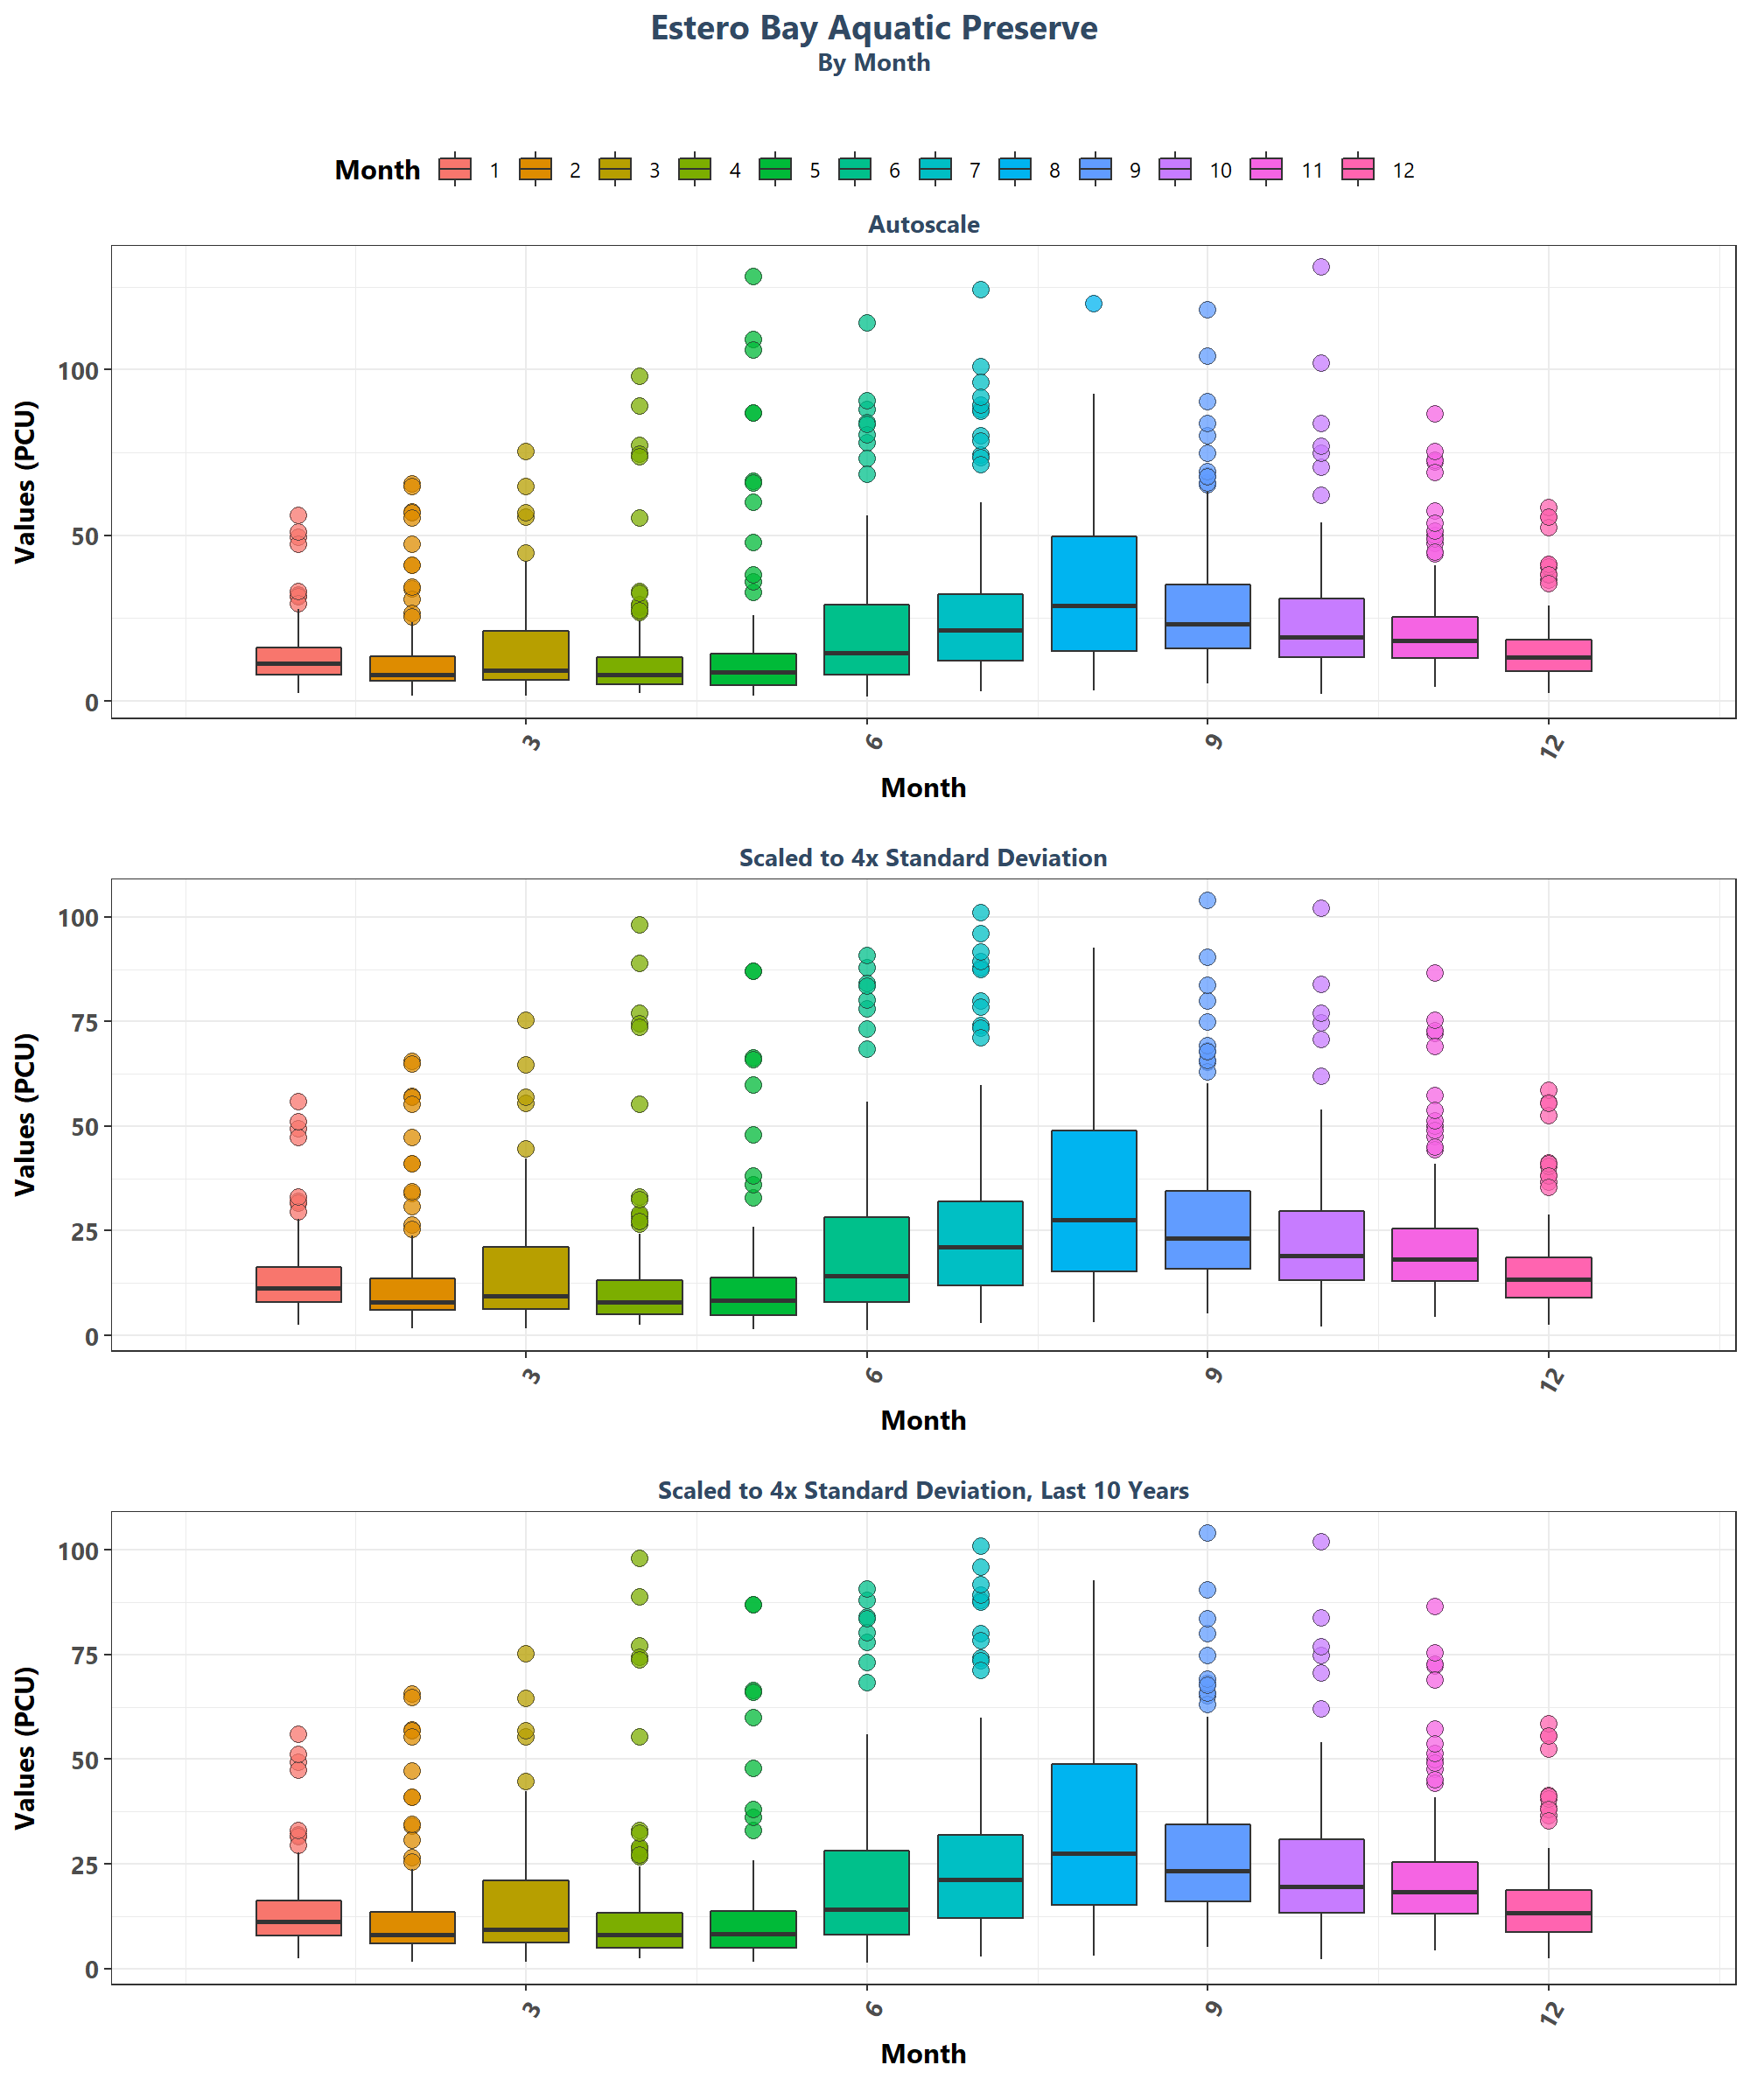 Estero Bay Aquatic Preserve
By Month
Month 1 2 3 4 5 6 7 8 9 10 11 12
Autoscale
Values (PCU)
100
50
0
3 6 9 12
Month
Scaled to 4x Standard Deviation
Values (PCU)
100
75
50
25
0
3 6 9 12
Month
Scaled to 4x Standard Deviation, Last 10 Years
Values (PCU)
100
75
50
25
0
3 6 9 12
Month